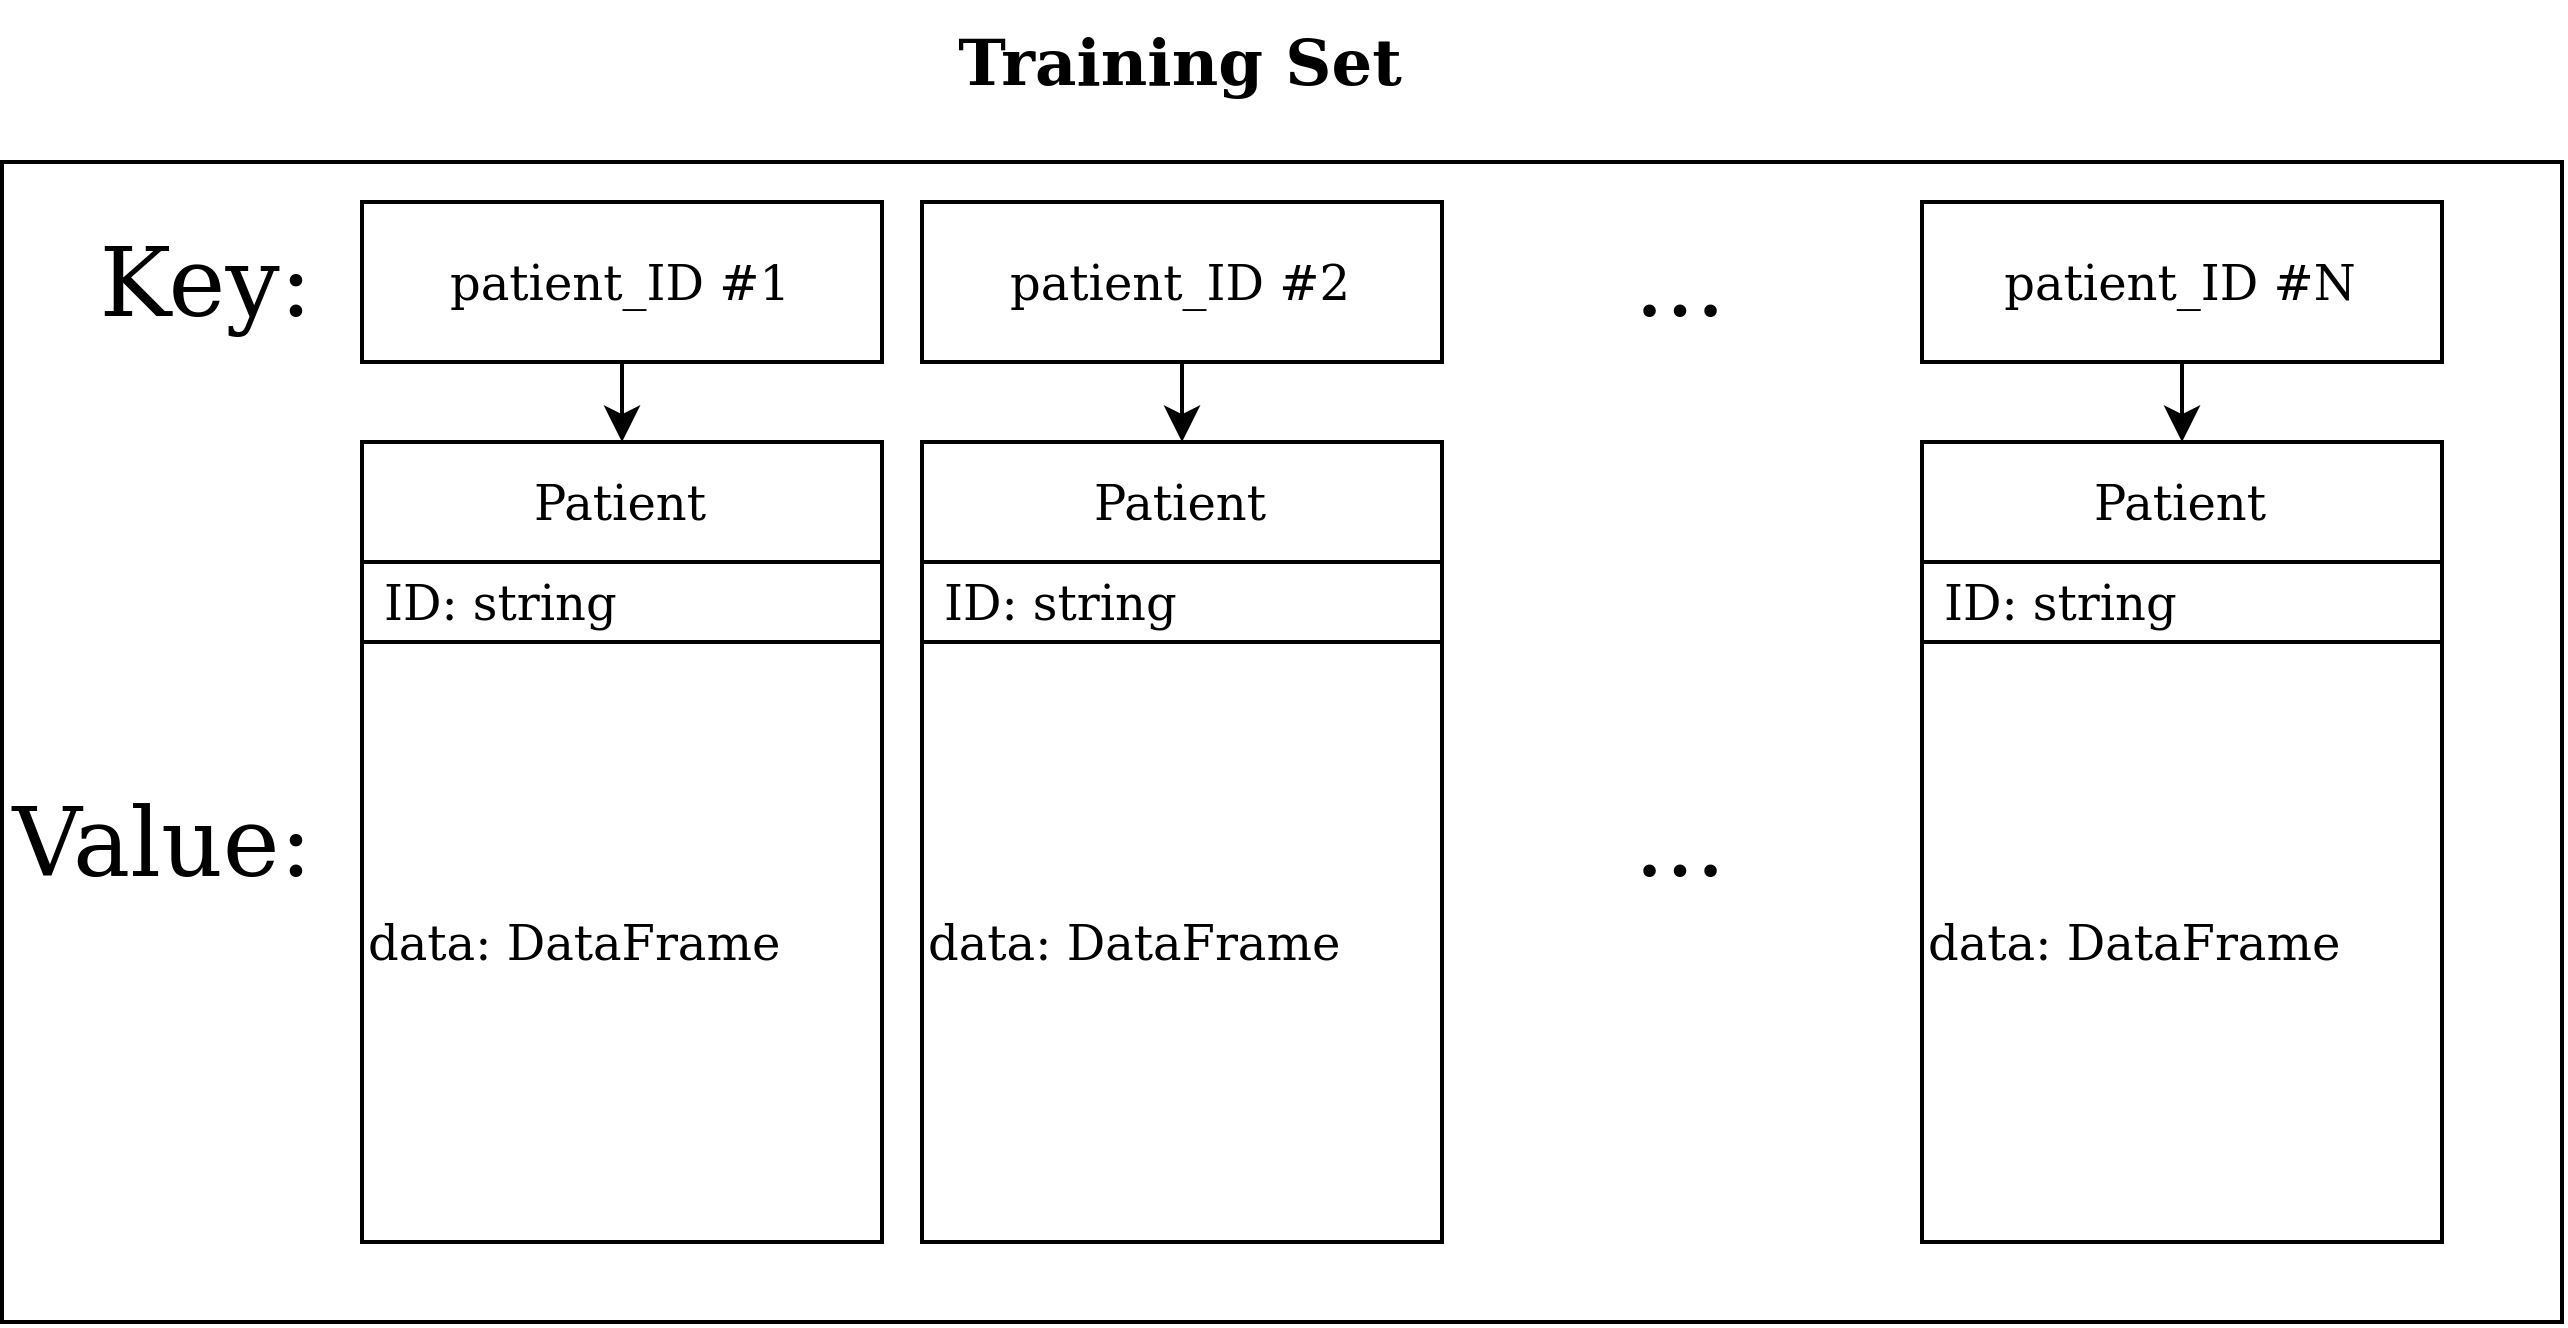 Training Set
Key:
patient_ID #1
patient_ID #2
...
patient_ID #N
Patient
Patient
Patient
ID: string
ID: string
ID: string
Value:
...
data: DataFrame
data: DataFrame
data: DataFrame